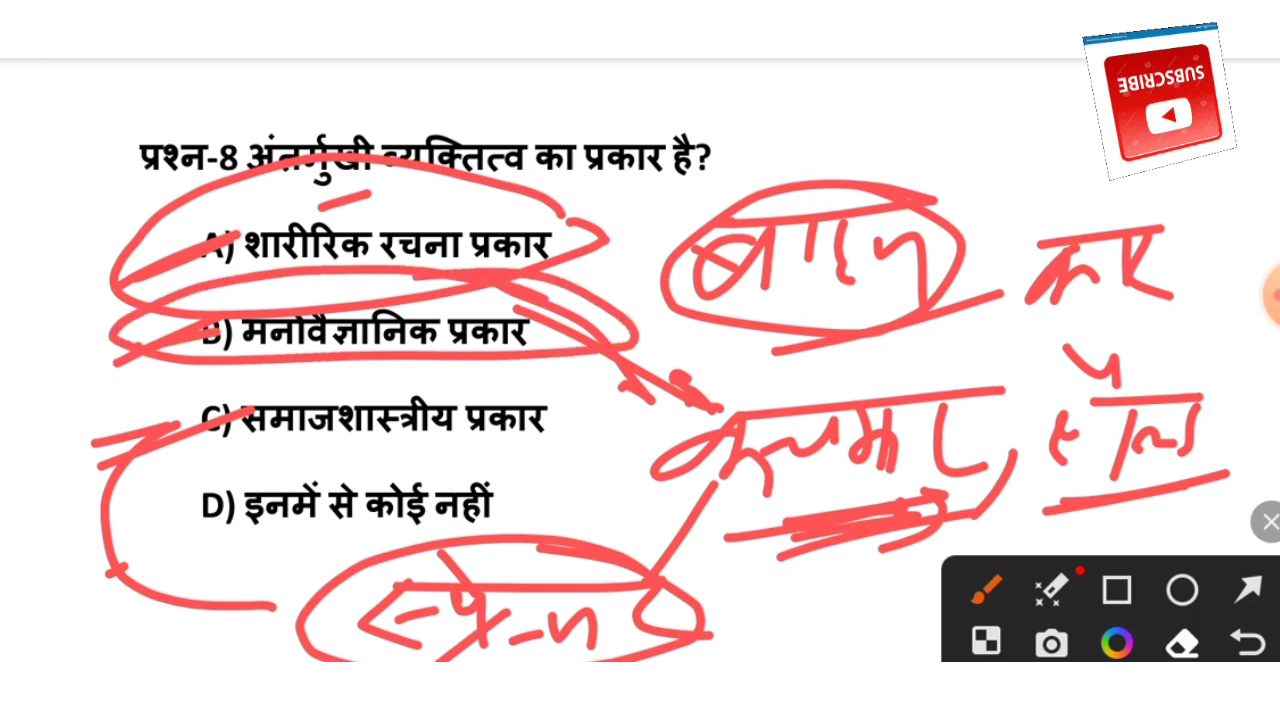 SUBSCRIBE
प्रश्न-8 अंतर्मुखी व्यक्तित्व का प्रकार है?
A) शारीरिक रचना प्रकार
B) मनोवैज्ञानिक प्रकार
C) समाजशास्त्रीय प्रकार
D) इनमें से कोई नहीं